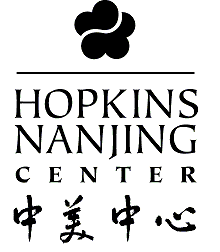 HOPKINS
NANJING
CENTER
中美中心